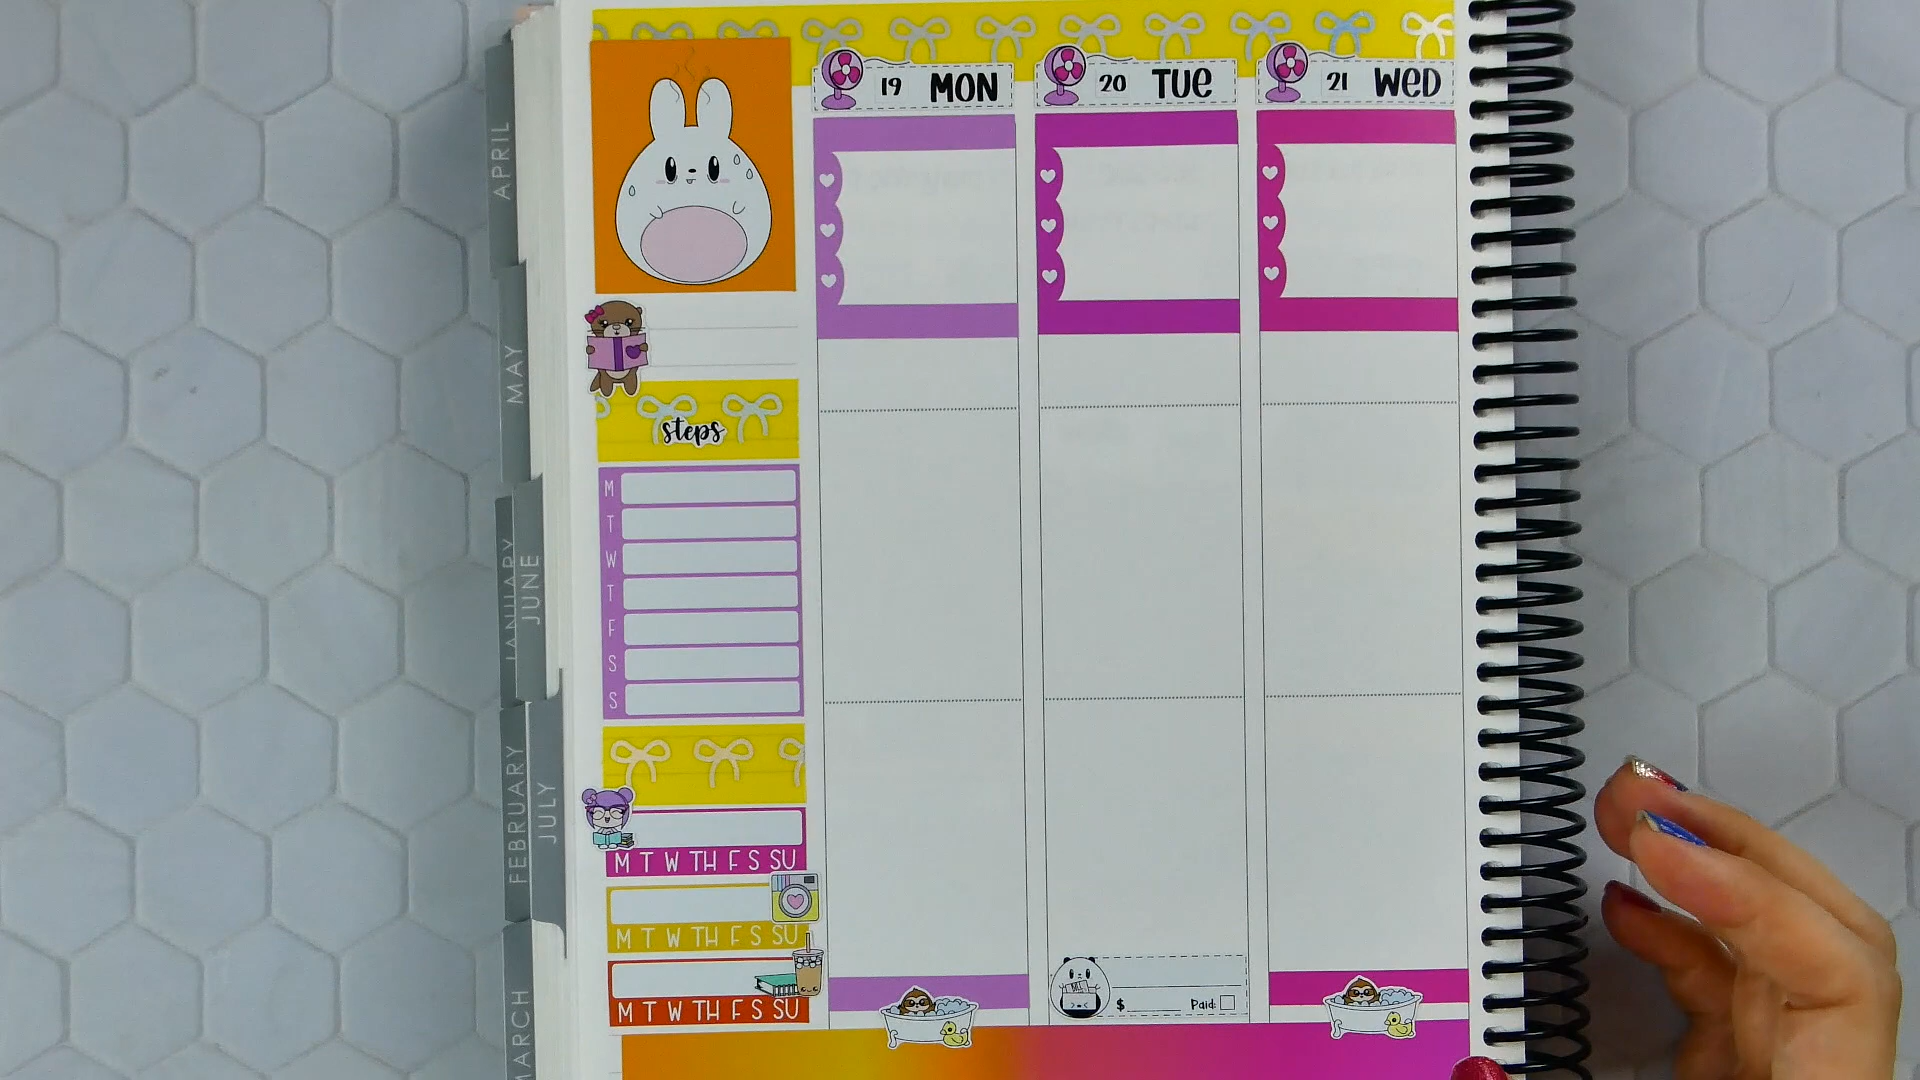 19 MON
20 TUE
21 WED
steps
M
T
W
T
F
S
S
M T W TH F S SU
M T W TH F S SU
M T W TH F S SU
BILL
$
Paid:
APRIL
MAY
JANUARY
JUNE
FEBRUARY
JULY
MARCH